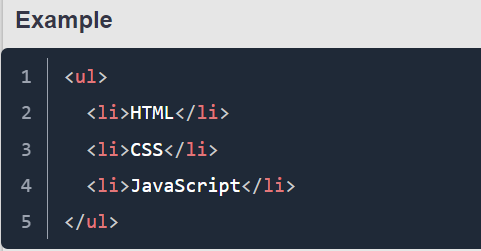 Example
1 <ul>
2   <li>HTML</li>
3   <li>CSS</li>
4   <li>JavaScript</li>
5 </ul>